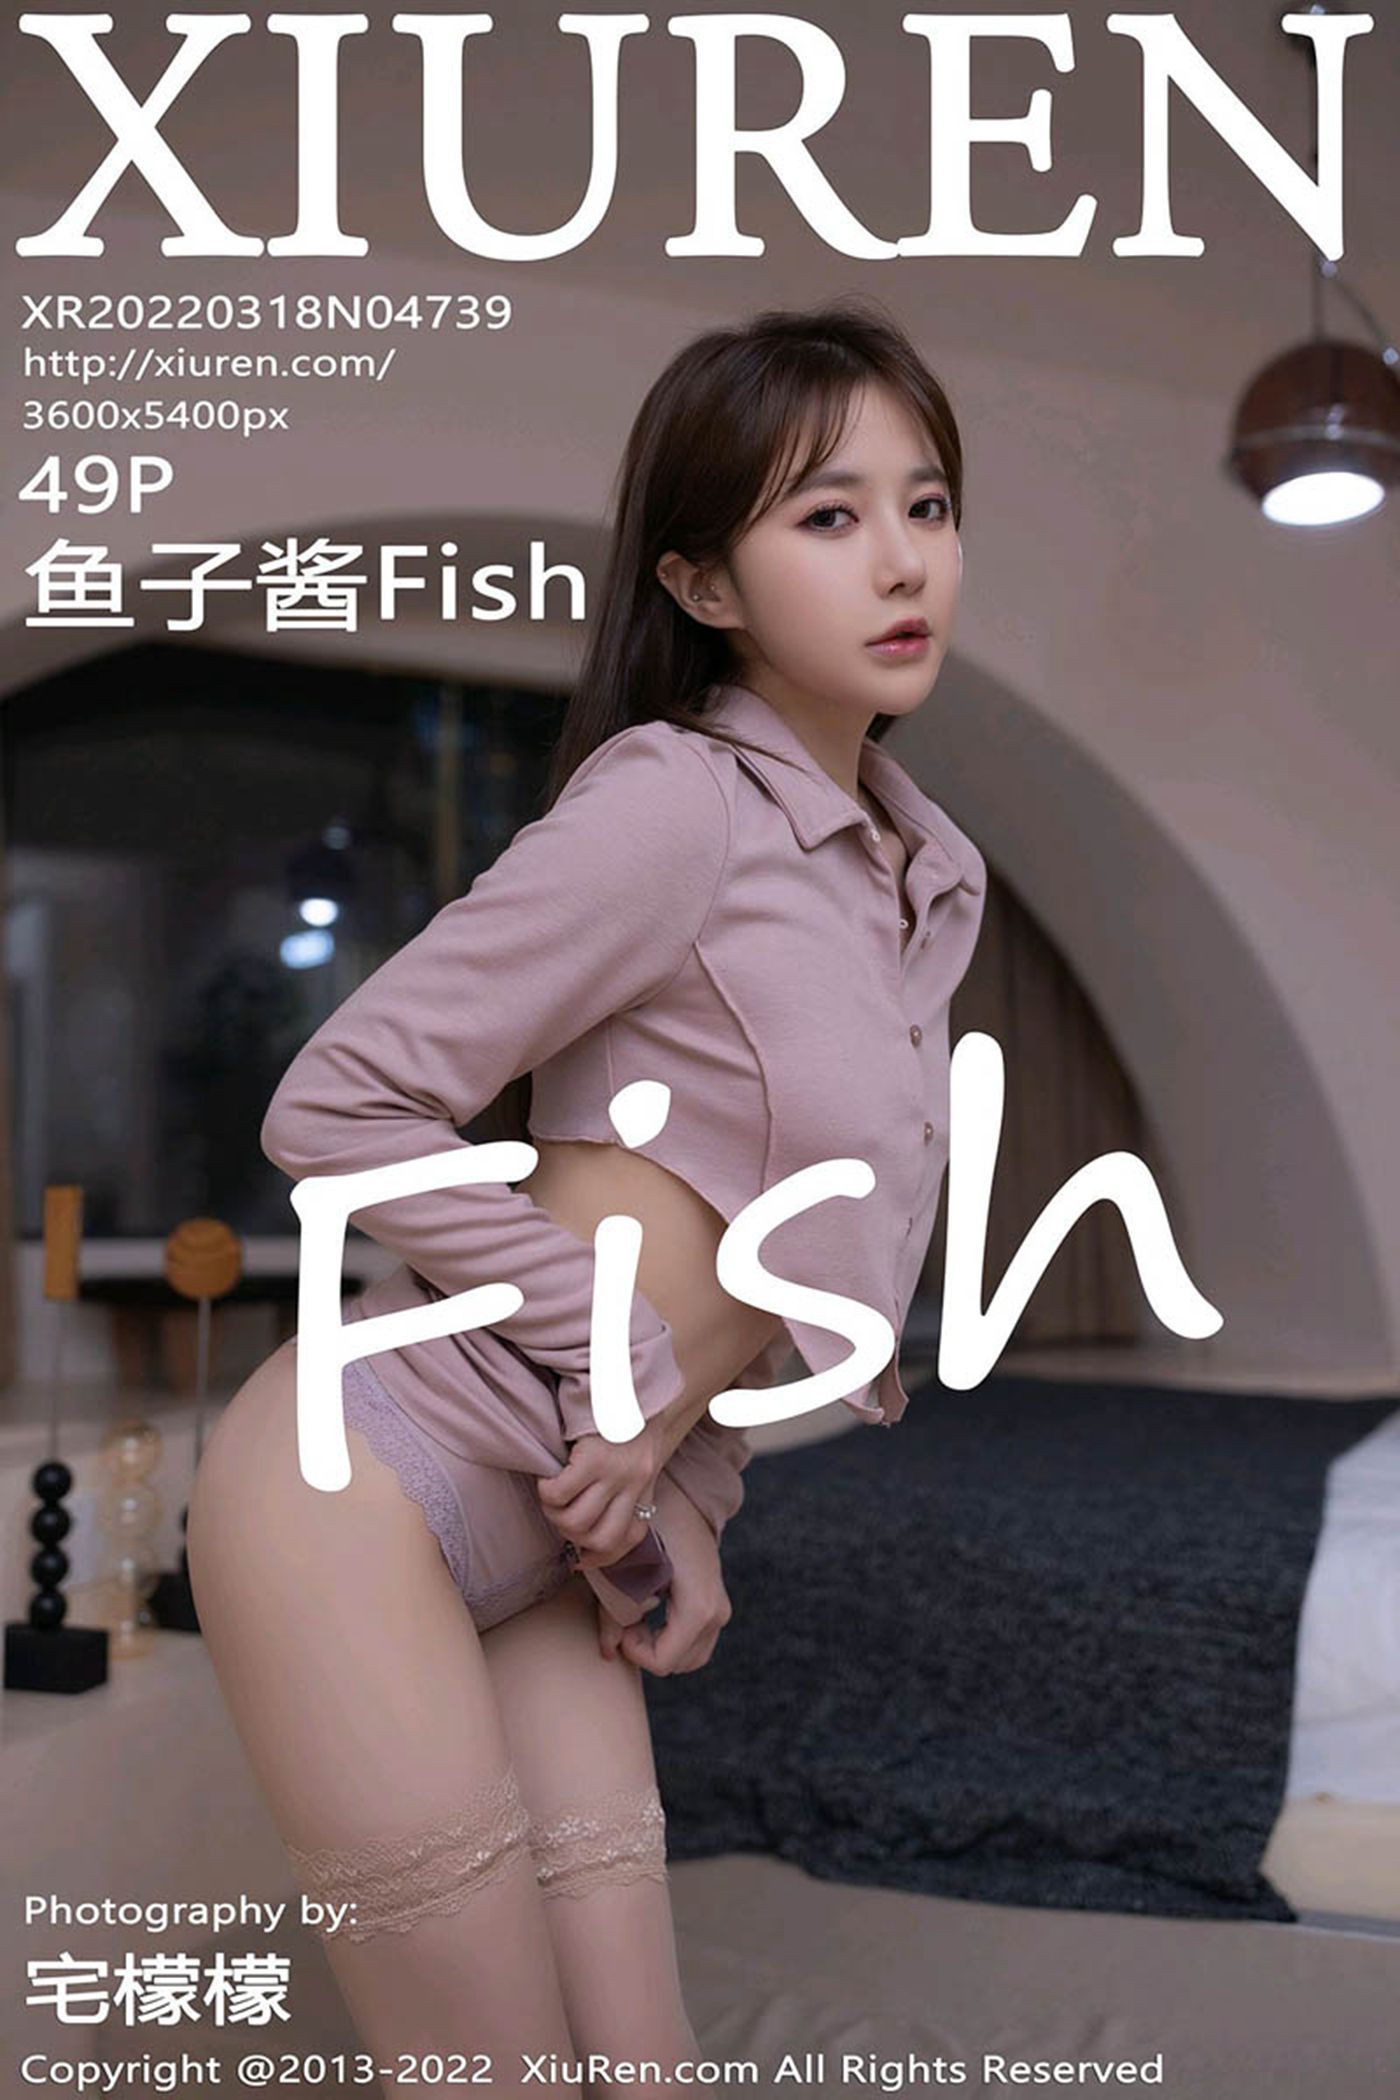 XIUREN
XR20220318N04739
http://xiuren.com/
3600x5400px
49P
鱼子酱Fish
Fish
Photography by:
宅檬檬
Copyright @2013-2022 XiuRen.com All Rights Reserved